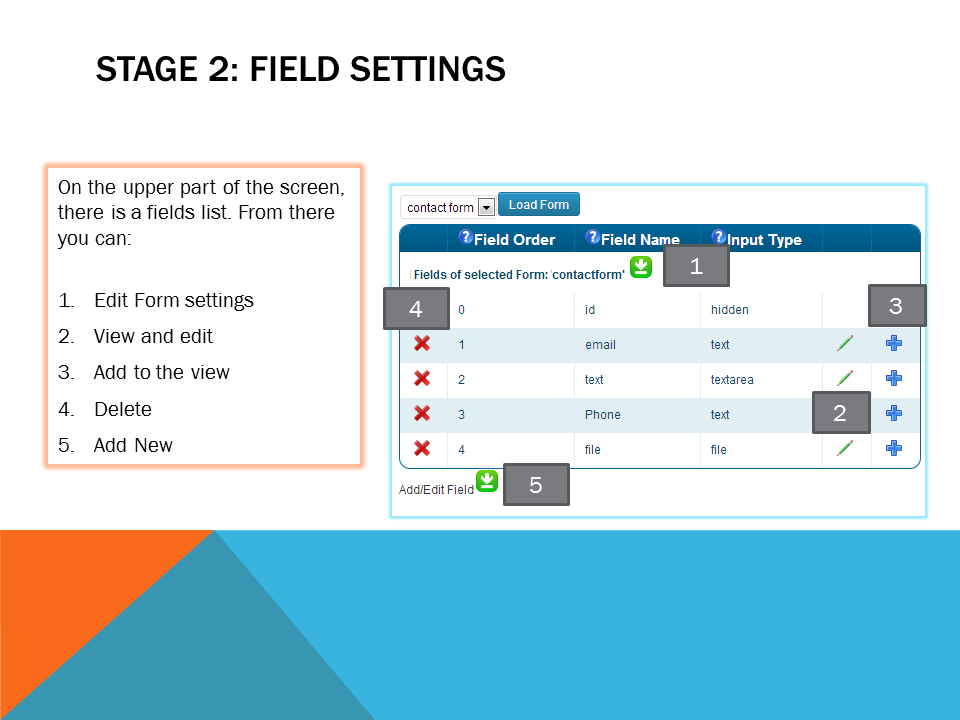 STAGE 2: FIELD SETTINGS
On the upper part of the screen,
there is a fields list. From there
you can:
1. Edit Form settings
2. View and edit
3. Add to the view
4. Delete
5. Add New
contact form Load Form
?Field Order ?Field Name ?Input Type
Fields of selected Form: 'contactform' 1
4 0 id hidden 3
1 email text
2 text textarea
3 Phone text 2
4 file file
Add/Edit Field 5